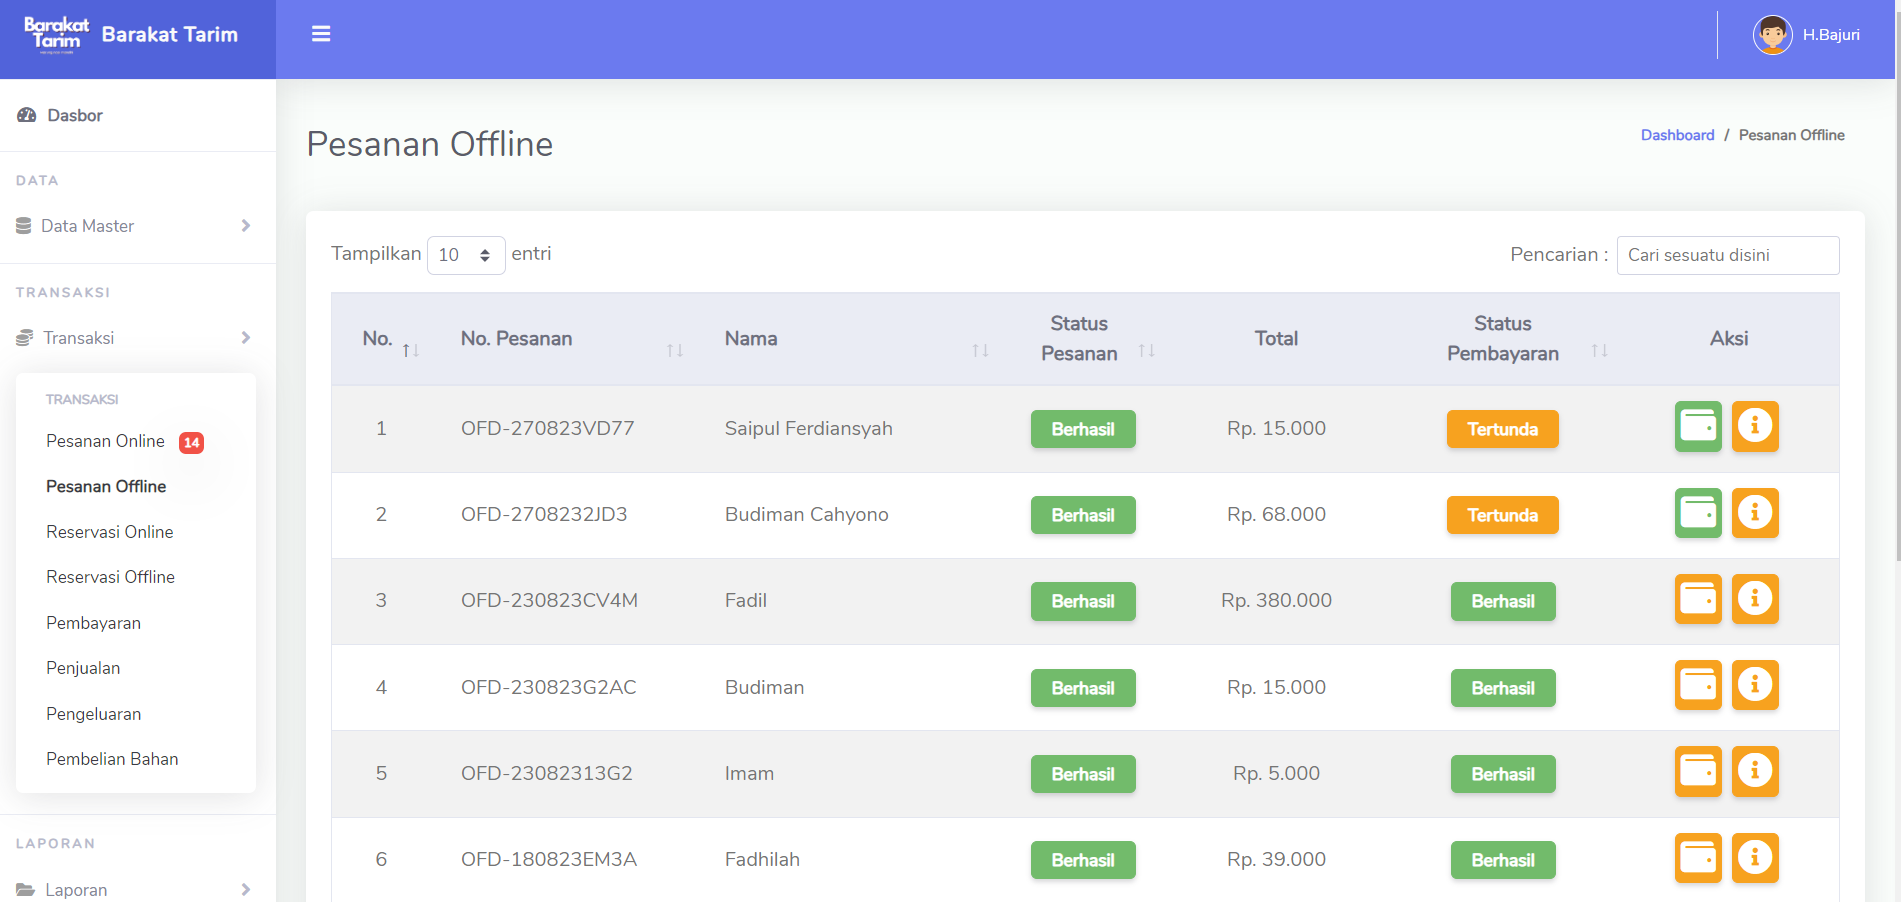 Barakat Tarim
Barakat Tarim
H.Bajuri
Dasbor
DATA
Data Master
TRANSAKSI
Transaksi
TRANSAKSI
Pesanan Online 14
Pesanan Offline
Reservasi Online
Reservasi Offline
Pembayaran
Penjualan
Pengeluaran
Pembelian Bahan
LAPORAN
Laporan
Pesanan Offline
Dashboard / Pesanan Offline
Tampilkan 10 entri
Pencarian : Cari sesuatu disini
No. No. Pesanan Nama Status Pesanan Total Status Pembayaran Aksi
1 OFD-270823VD77 Saipul Ferdiansyah Berhasil Rp. 15.000 Tertunda
2 OFD-2708232JD3 Budiman Cahyono Berhasil Rp. 68.000 Tertunda
3 OFD-230823CV4M Fadil Berhasil Rp. 380.000 Berhasil
4 OFD-230823G2AC Budiman Berhasil Rp. 15.000 Berhasil
5 OFD-23082313G2 Imam Berhasil Rp. 5.000 Berhasil
6 OFD-180823EM3A Fadhilah Berhasil Rp. 39.000 Berhasil